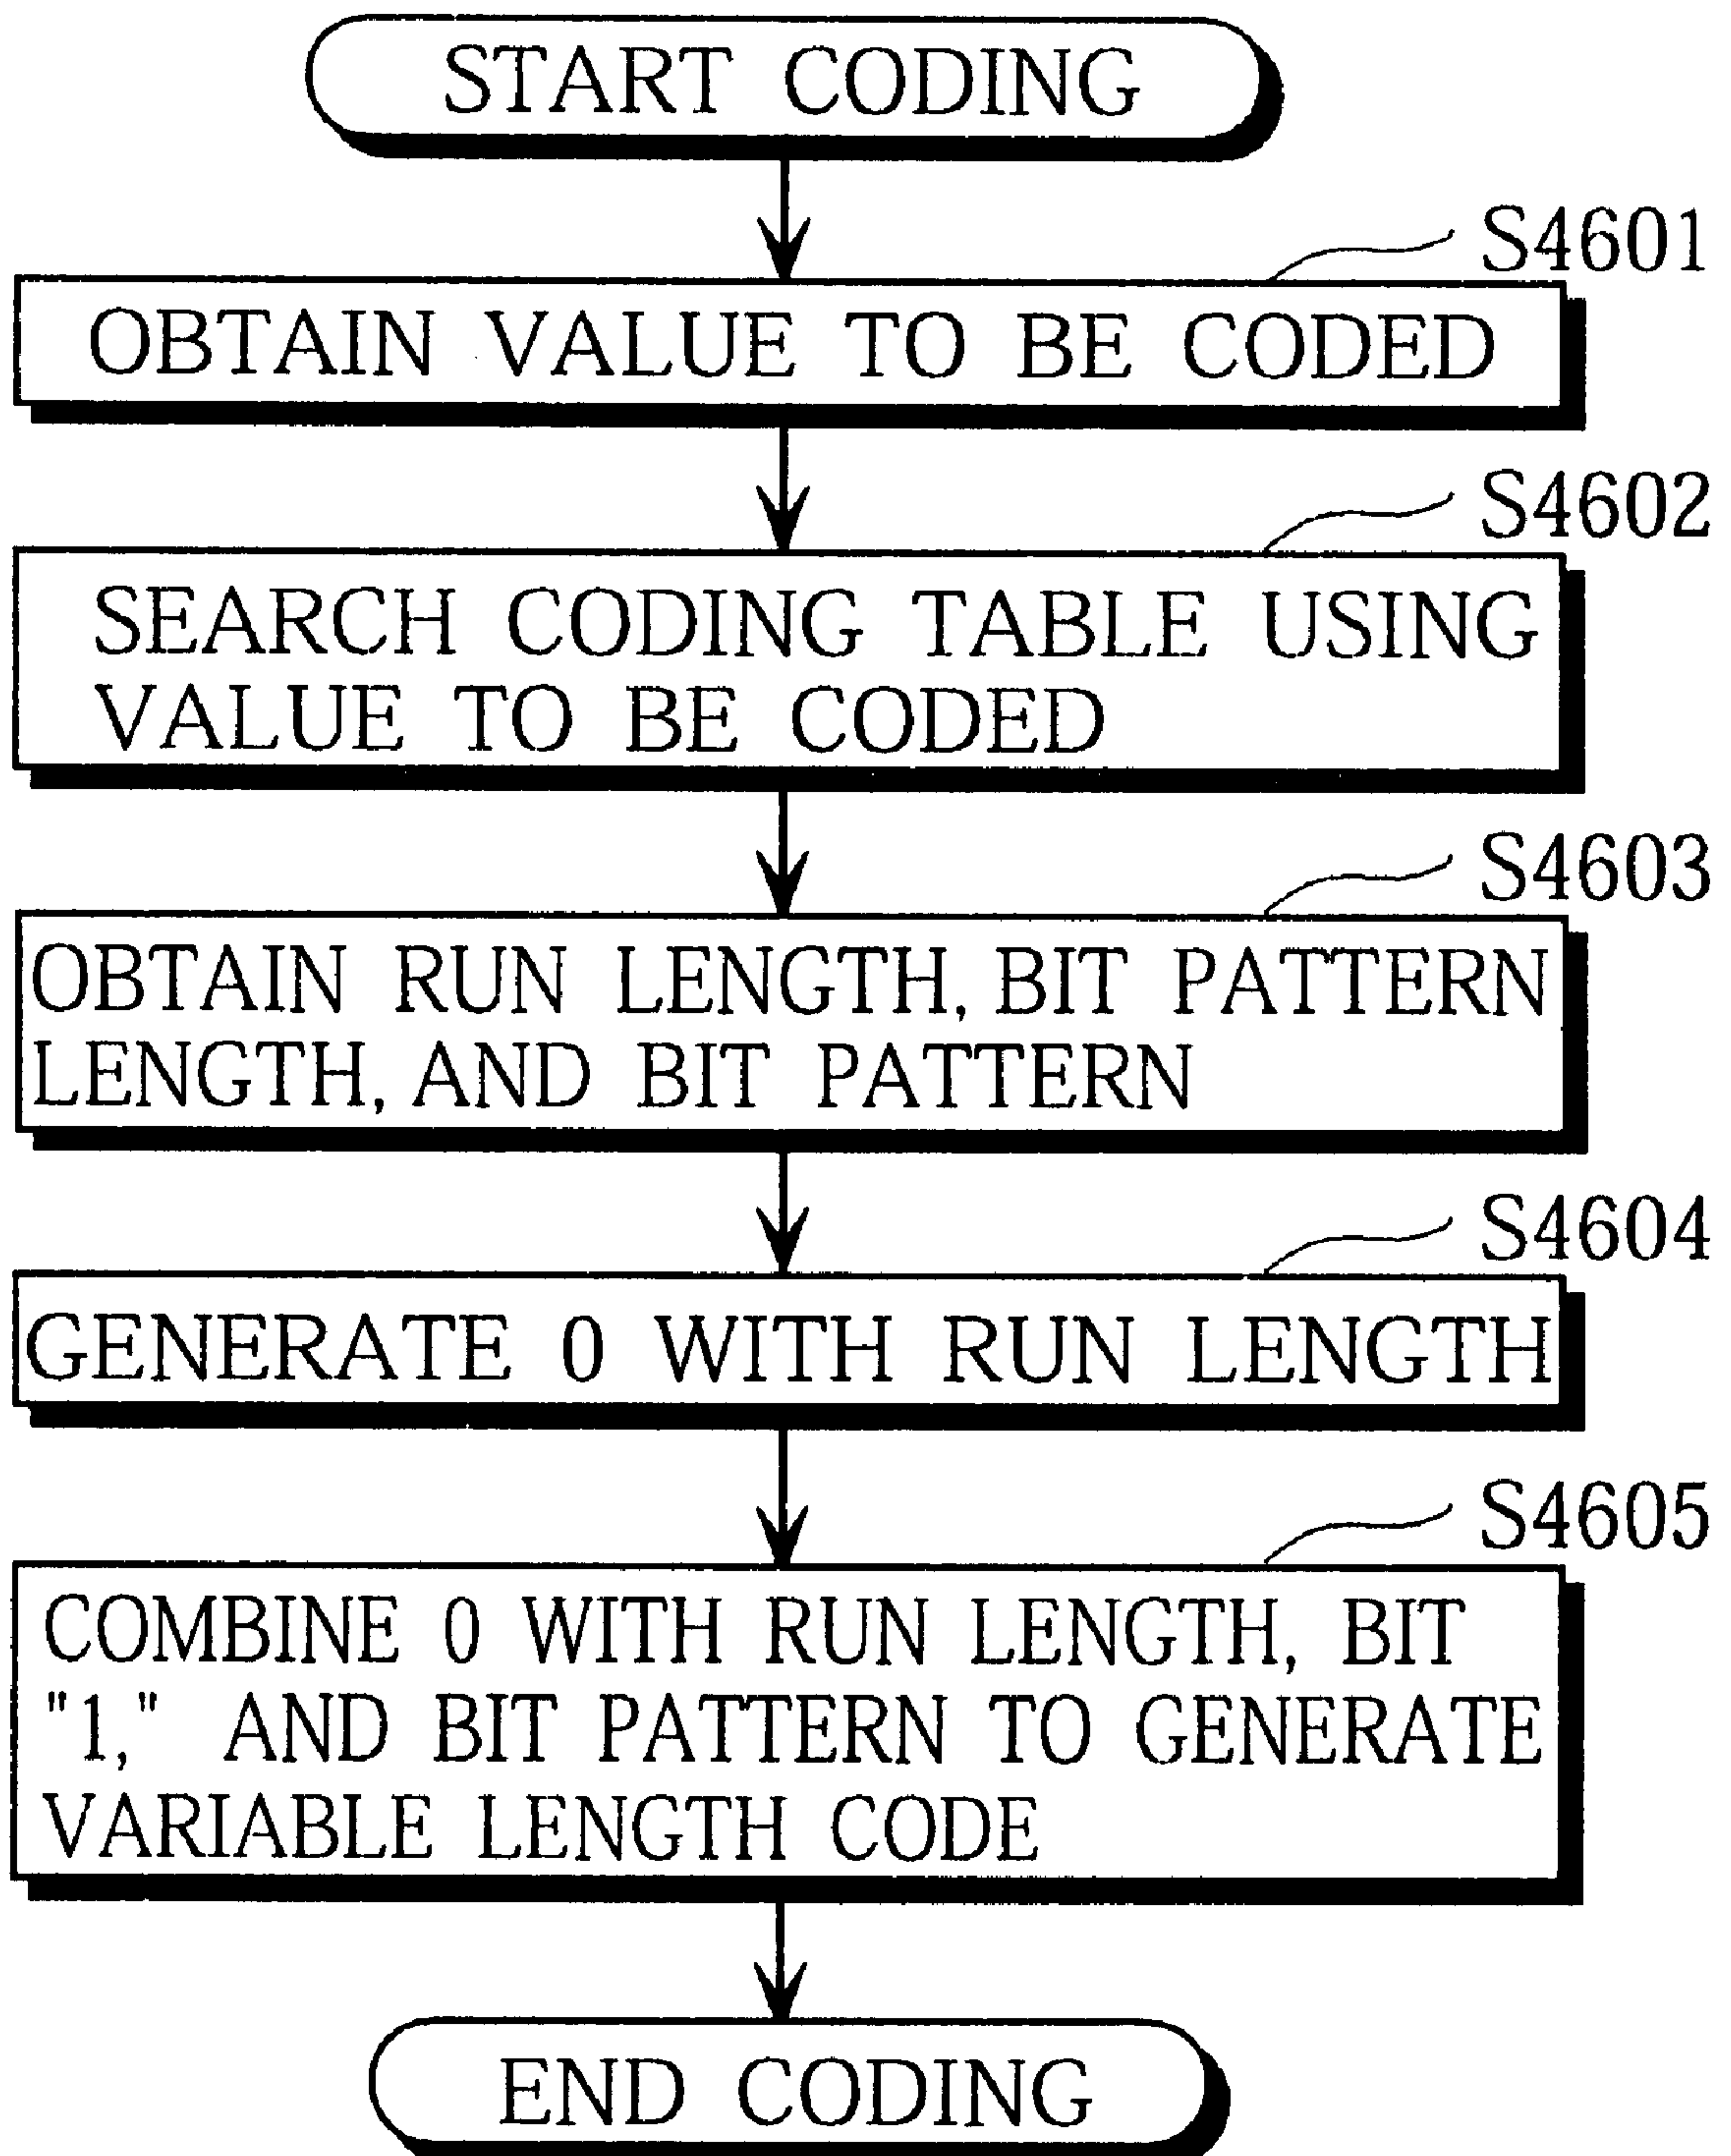 START CODING
S4601
OBTAIN VALUE TO BE CODED
S4602
SEARCH CODING TABLE USING
VALUE TO BE CODED
S4603
OBTAIN RUN LENGTH, BIT PATTERN
LENGTH, AND BIT PATTERN
S4604
GENERATE 0 WITH RUN LENGTH
S4605
COMBINE 0 WITH RUN LENGTH, BIT
"1," AND BIT PATTERN TO GENERATE
VARIABLE LENGTH CODE
END CODING